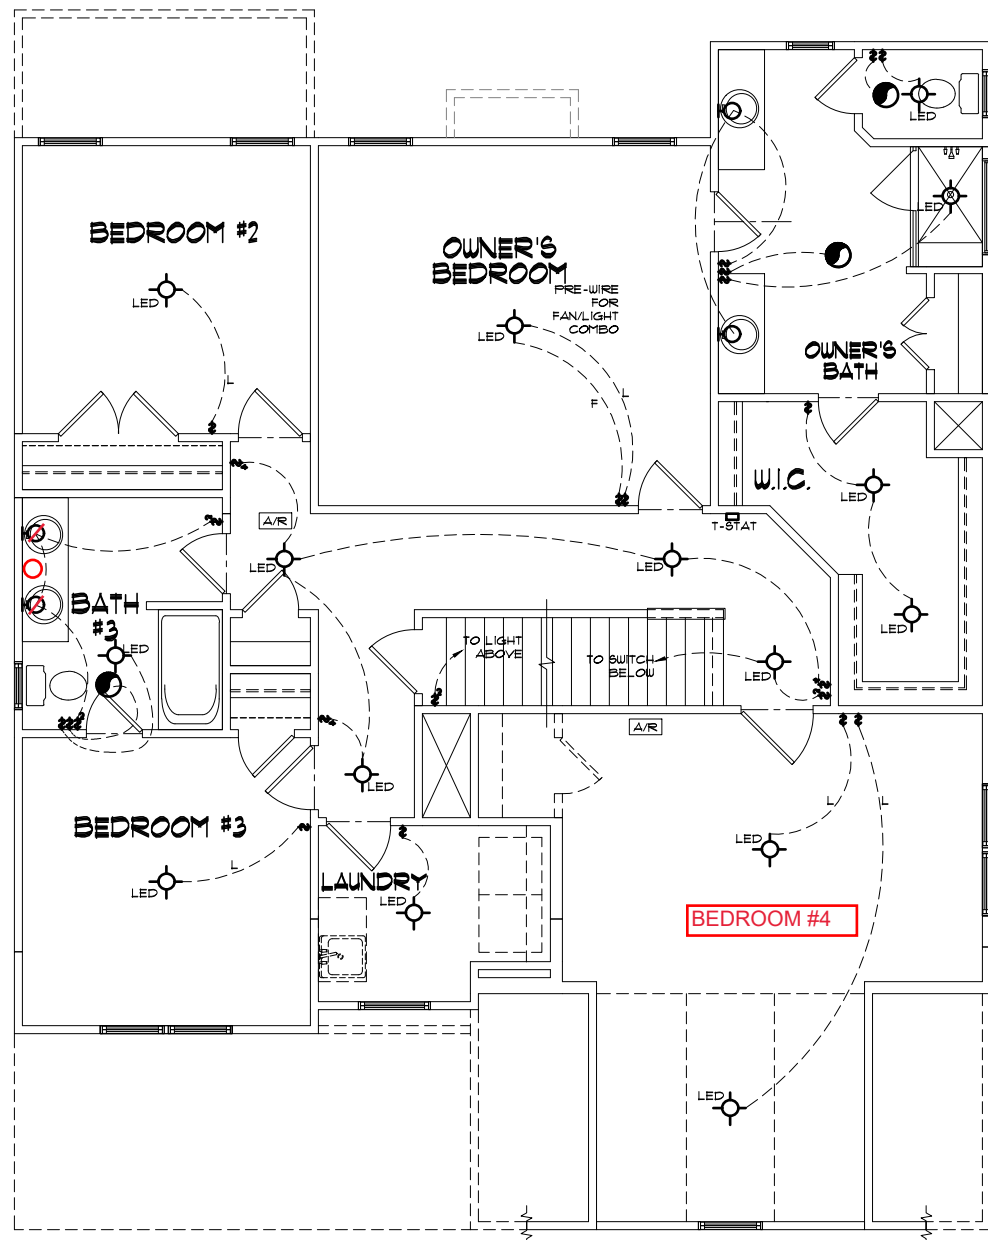 LED
LED
BEDROOM #2
OWNER'S
BEDROOM
PRE-WIRE
FOR
FAN/LIGHT
COMBO
LED
LED
L
L
F
OWNER'S
BATH
W.I.C.
LED
A/R
T-STAT
LED
LED
LED
BATH
#3
LED
TO LIGHT
ABOVE
TO SWITCH
BELOW
LED
A/R
LED
L
L
BEDROOM #3
L
LED
LAUNDRY
LED
LED
BEDROOM #4
LED